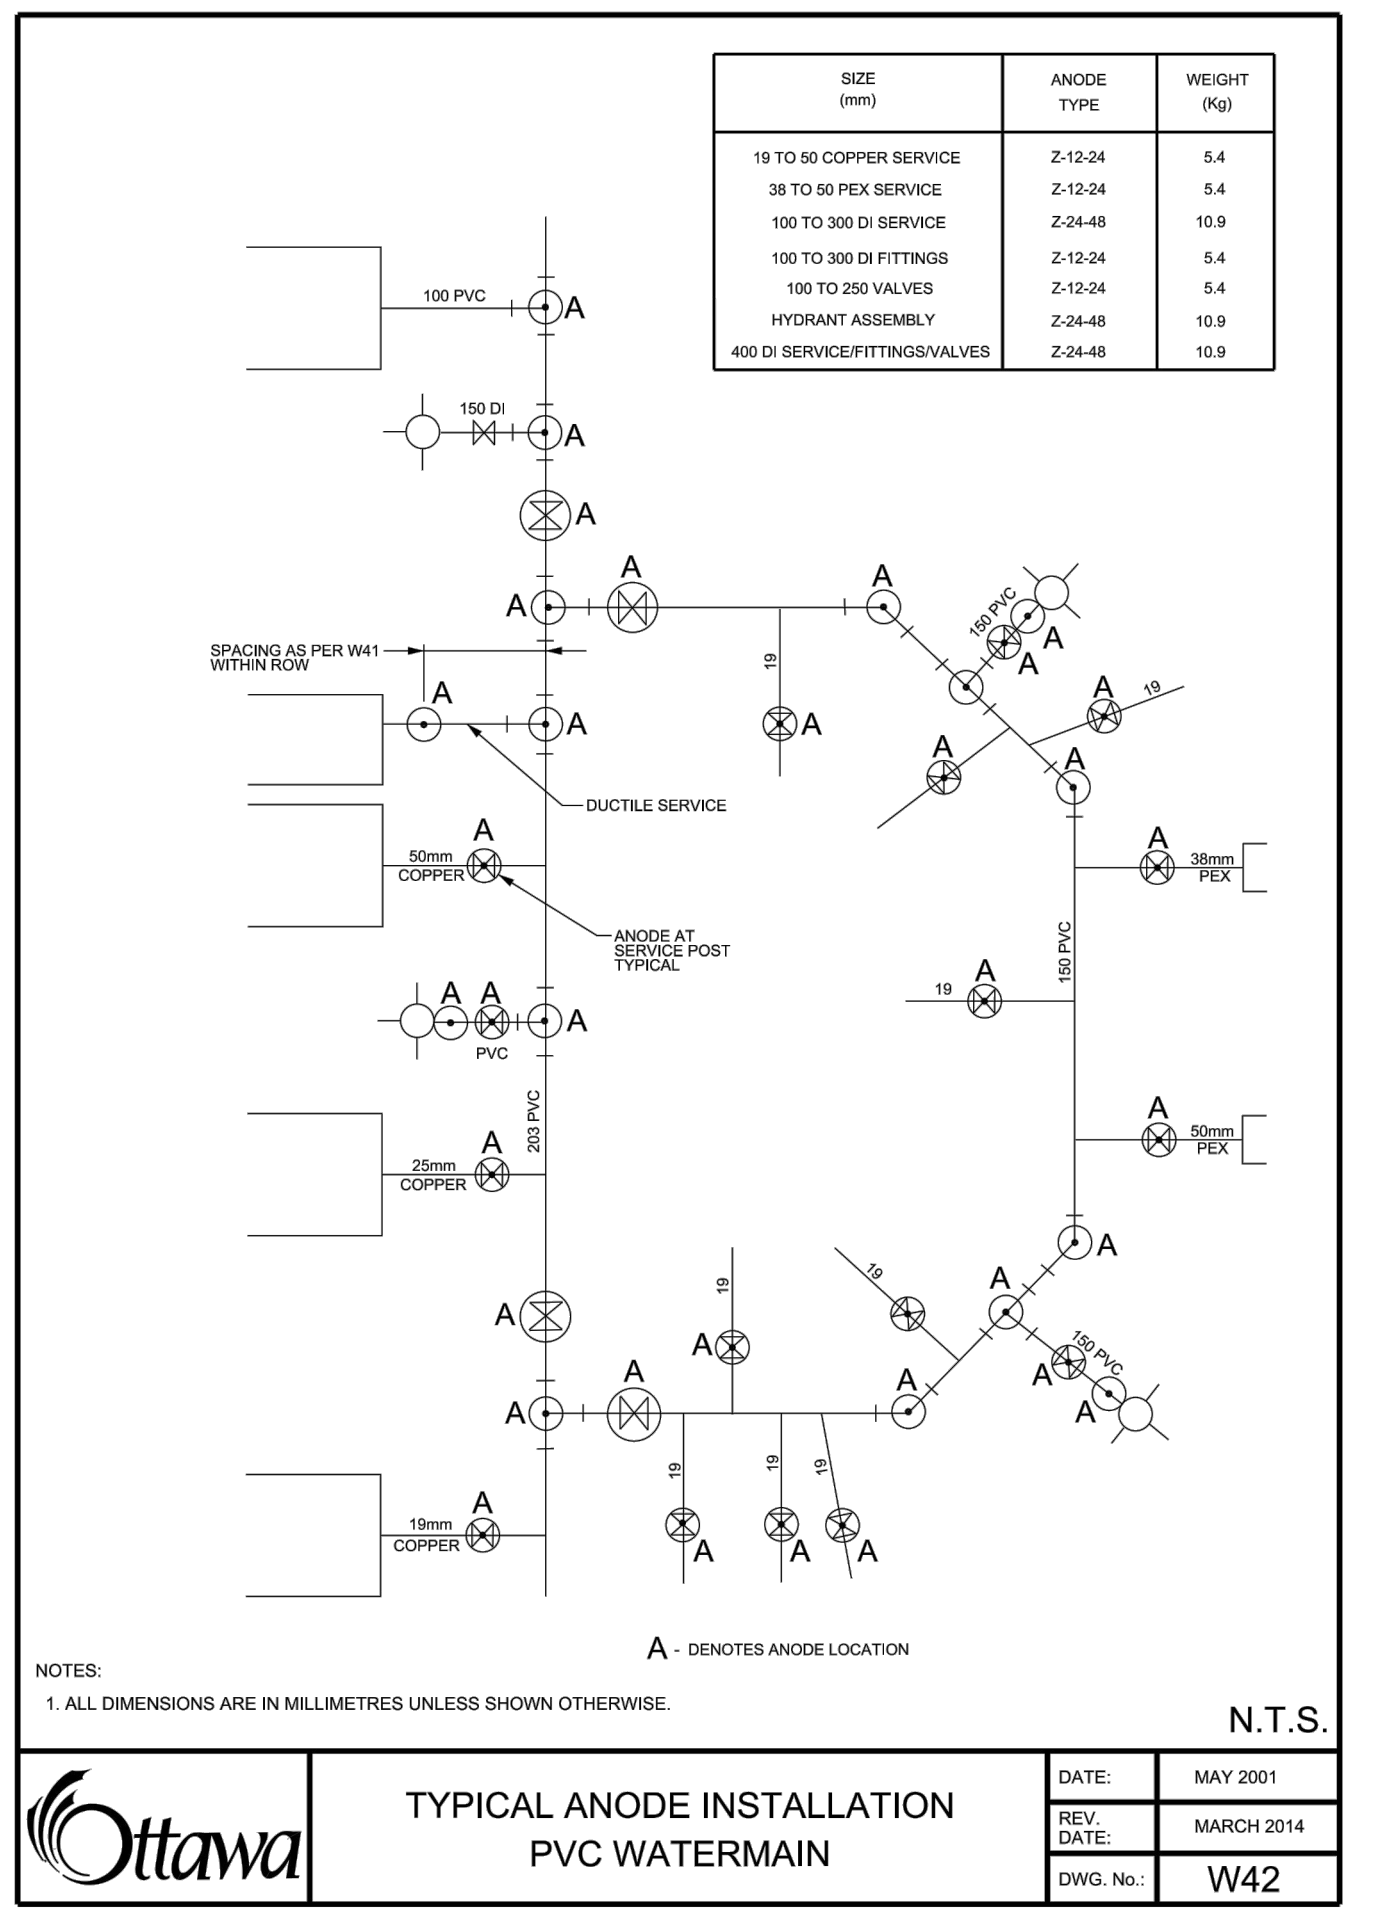 SIZE
(mm)
ANODE
TYPE
WEIGHT
(Kg)
19 TO 50 COPPER SERVICE Z-12-24 5.4
38 TO 50 PEX SERVICE Z-12-24 5.4
100 TO 300 DI SERVICE Z-24-48 10.9
100 TO 300 DI FITTINGS Z-12-24 5.4
100 TO 250 VALVES Z-12-24 5.4
HYDRANT ASSEMBLY Z-24-48 10.9
400 DI SERVICE/FITTINGS/VALVES Z-24-48 10.9
100 PVC
A
150 DI
A
A
A
A
A
150 PVC
A
A
SPACING AS PER W41
WITHIN ROW
19
A
A
A
A
19
A
A
A
DUCTILE SERVICE
A
50mm
COPPER
A
38mm
PEX
ANODE AT
SERVICE POST
TYPICAL
150 PVC
A
19
A
A
A
PVC
203 PVC
A
50mm
PEX
A
25mm
COPPER
A
19
19
A
A
A
150 PVC
A
A
A
A
A
A
19
19
19
A
19mm
COPPER
A
A
A
A - DENOTES ANODE LOCATION
NOTES:
1. ALL DIMENSIONS ARE IN MILLIMETRES UNLESS SHOWN OTHERWISE.
N.T.S.
Ottawa
TYPICAL ANODE INSTALLATION
PVC WATERMAIN
DATE: MAY 2001
REV.
DATE:
MARCH 2014
DWG. No.: W42